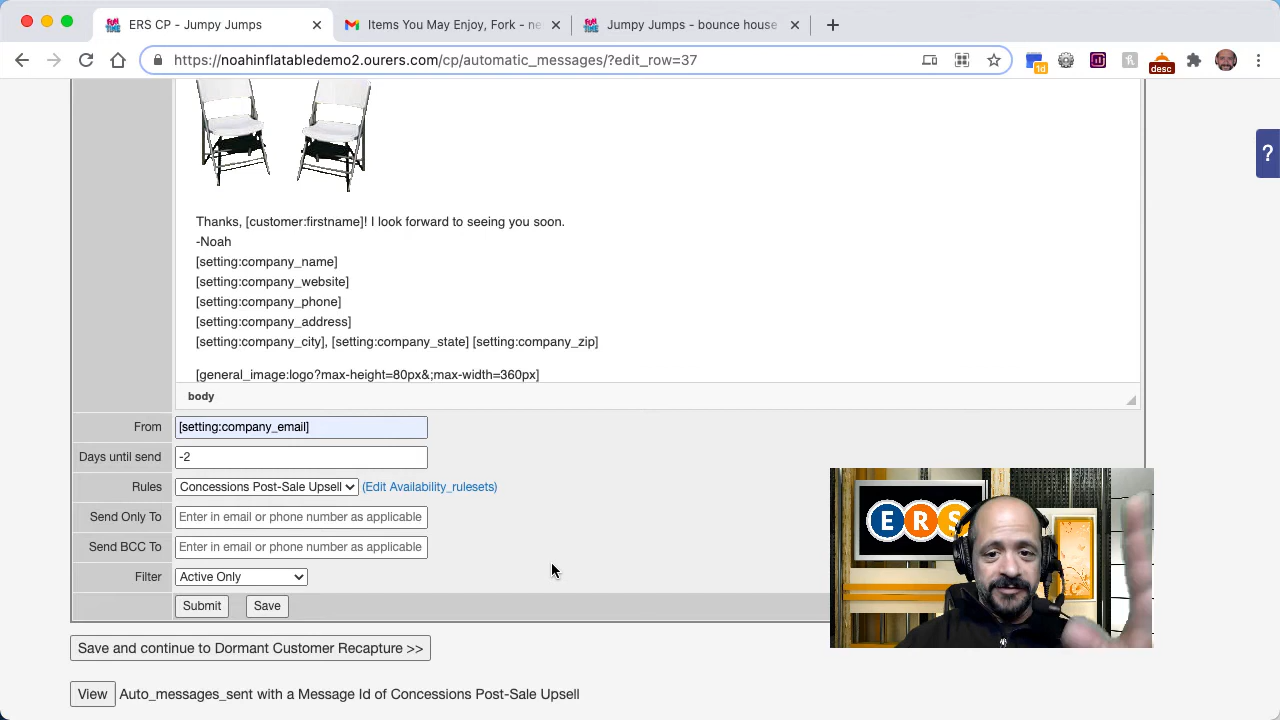 ERS CP - Jumpy Jumps
Items You May Enjoy, Fork - ne
Jumpy Jumps - bounce house
https://noahinflatabledemo2.ourers.com/cp/automatic_messages/?edit_row=37
1d
desc
?
Thanks, [customer:firstname]! I look forward to seeing you soon.
-Noah
[setting:company_name]
[setting:company_website]
[setting:company_phone]
[setting:company_address]
[setting:company_city], [setting:company_state] [setting:company_zip]
[general_image:logo?max-height=80px&;max-width=360px]
body
From [setting:company_email]
Days until send -2
Rules Concessions Post-Sale Upsell (Edit Availability_rulesets)
Send Only To Enter in email or phone number as applicable
Send BCC To Enter in email or phone number as applicable
Filter Active Only
Submit Save
ERS
Save and continue to Dormant Customer Recapture >>
View Auto_messages_sent with a Message Id of Concessions Post-Sale Upsell